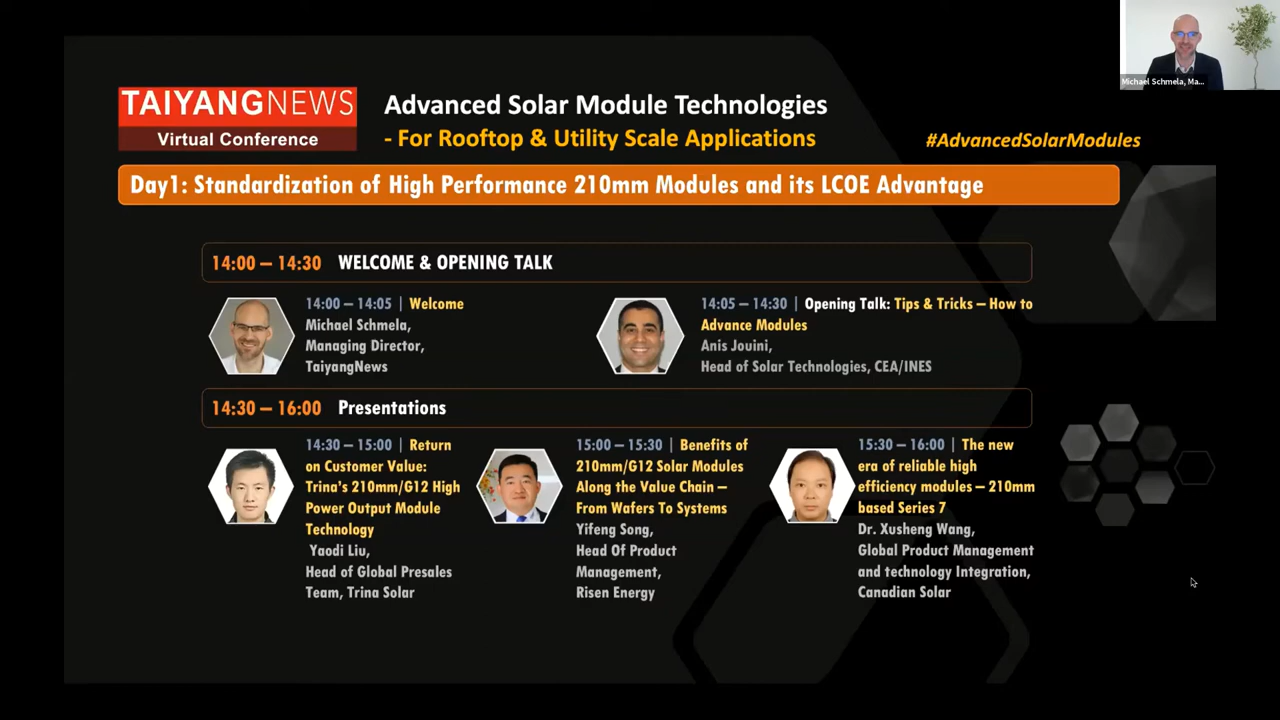 Michael Schmela, Ma...
TAIYANGNEWS
Virtual Conference
Advanced Solar Module Technologies
- For Rooftop & Utility Scale Applications
#AdvancedSolarModules
Day1: Standardization of High Performance 210mm Modules and its LCOE Advantage
14:00 – 14:30 WELCOME & OPENING TALK
14:00 – 14:05 | Welcome
Michael Schmela,
Managing Director,
TaiyangNews
14:05 – 14:30 | Opening Talk: Tips & Tricks – How to
Advance Modules
Anis Jouini,
Head of Solar Technologies, CEA/INES
14:30 – 16:00 Presentations
14:30 – 15:00 | Return
on Customer Value:
Trina's 210mm/G12 High
Power Output Module
Technology
Yaodi Liu,
Head of Global Presales
Team, Trina Solar
15:00 – 15:30 | Benefits of
210mm/G12 Solar Modules
Along the Value Chain –
From Wafers To Systems
Yifeng Song,
Head Of Product
Management,
Risen Energy
15:30 – 16:00 | The new
era of reliable high
efficiency modules – 210mm
based Series 7
Dr. Xusheng Wang,
Global Product Management
and technology Integration,
Canadian Solar